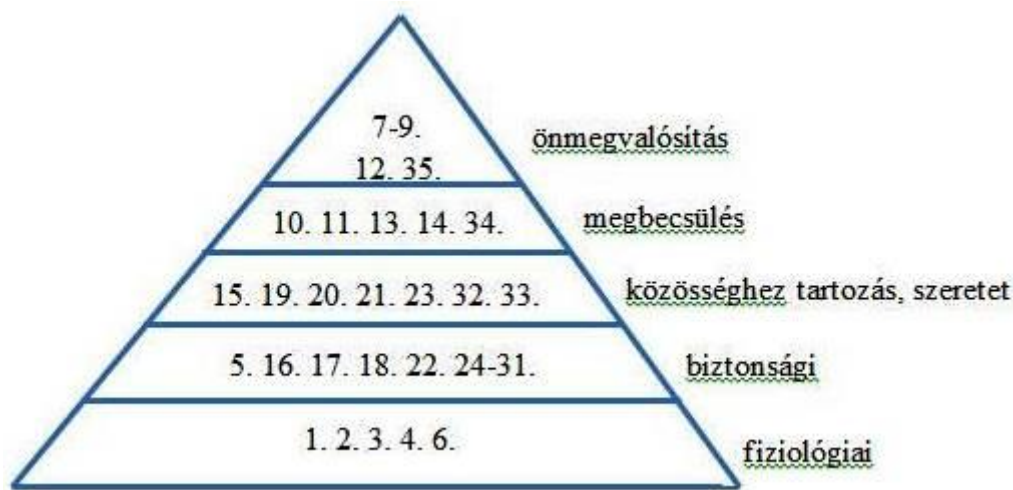 7-9.
12. 35.
önmegvalósítás
10. 11. 13. 14. 34.
megbecsülés
15. 19. 20. 21. 23. 32. 33.
közösséghez tartozás, szeretet
5. 16. 17. 18. 22. 24-31.
biztonsági
1. 2. 3. 4. 6.
fiziológiai